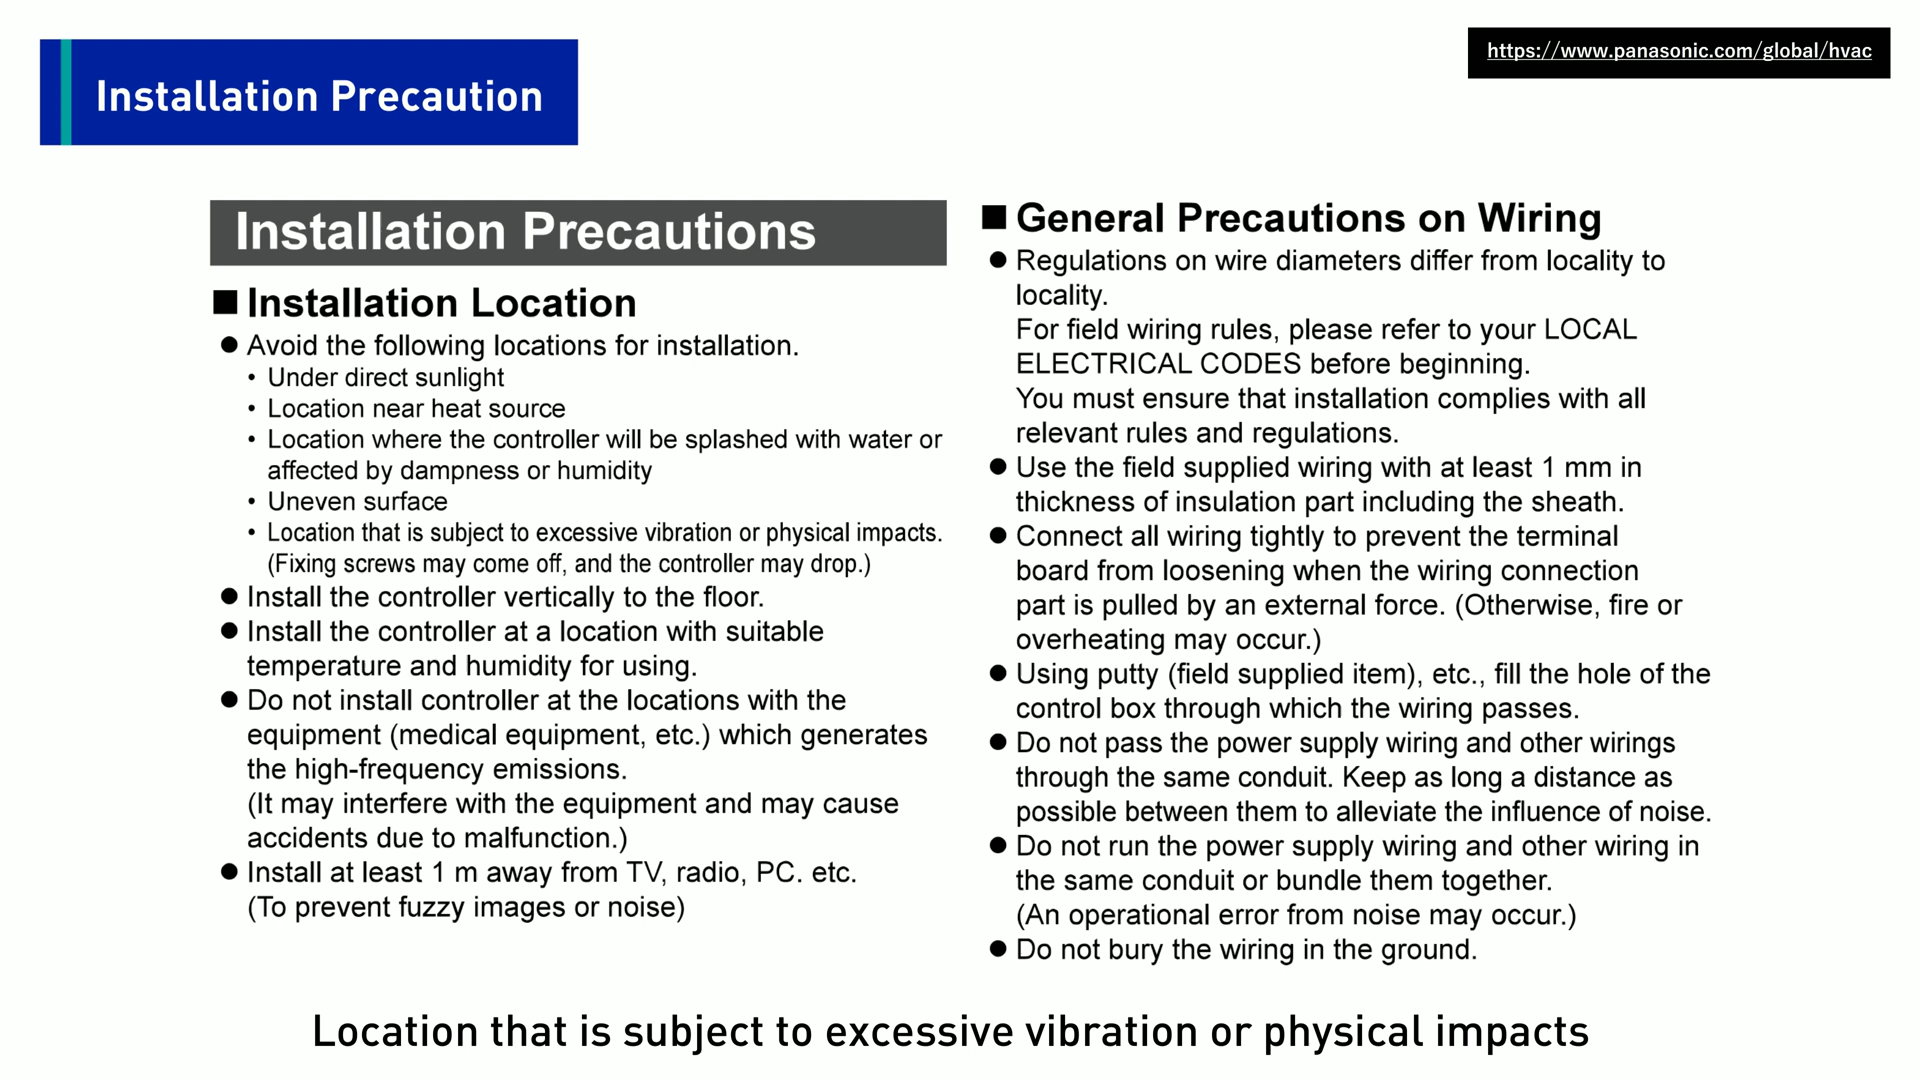 https://www.panasonic.com/global/hvac
Installation Precaution
Installation Precautions
■ Installation Location
● Avoid the following locations for installation.
• Under direct sunlight
• Location near heat source
• Location where the controller will be splashed with water or
affected by dampness or humidity
• Uneven surface
• Location that is subject to excessive vibration or physical impacts.
(Fixing screws may come off, and the controller may drop.)
● Install the controller vertically to the floor.
● Install the controller at a location with suitable
temperature and humidity for using.
● Do not install controller at the locations with the
equipment (medical equipment, etc.) which generates
the high-frequency emissions.
(It may interfere with the equipment and may cause
accidents due to malfunction.)
● Install at least 1 m away from TV, radio, PC. etc.
(To prevent fuzzy images or noise)
■ General Precautions on Wiring
● Regulations on wire diameters differ from locality to
locality.
For field wiring rules, please refer to your LOCAL
ELECTRICAL CODES before beginning.
You must ensure that installation complies with all
relevant rules and regulations.
● Use the field supplied wiring with at least 1 mm in
thickness of insulation part including the sheath.
● Connect all wiring tightly to prevent the terminal
board from loosening when the wiring connection
part is pulled by an external force. (Otherwise, fire or
overheating may occur.)
● Using putty (field supplied item), etc., fill the hole of the
control box through which the wiring passes.
● Do not pass the power supply wiring and other wirings
through the same conduit. Keep as long a distance as
possible between them to alleviate the influence of noise.
● Do not run the power supply wiring and other wiring in
the same conduit or bundle them together.
(An operational error from noise may occur.)
● Do not bury the wiring in the ground.
Location that is subject to excessive vibration or physical impacts